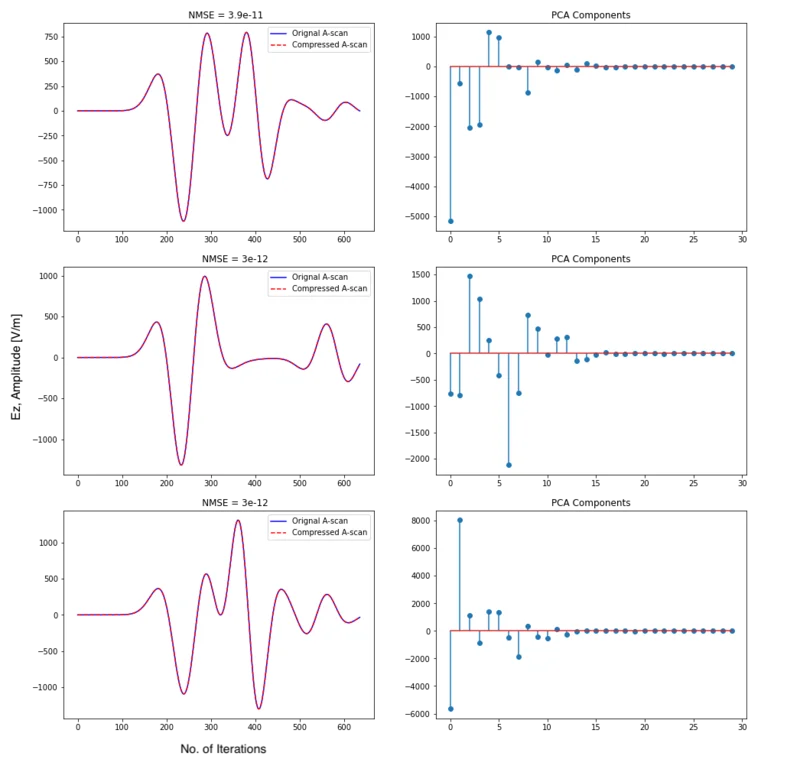 NMSE = 3.9e-11
PCA Components
Orignal A-scan
Compressed A-scan
750
500
250
0
−250
−500
−750
−1000
0 100 200 300 400 500 600
1000
0
−1000
−2000
−3000
−4000
−5000
0 5 10 15 20 25 30
NMSE = 3e-12
PCA Components
Orignal A-scan
Compressed A-scan
Ez, Amplitude [V/m]
1000
500
0
−500
−1000
0 100 200 300 400 500 600
1500
1000
500
0
−500
−1000
−1500
−2000
0 5 10 15 20 25 30
NMSE = 3e-12
PCA Components
Orignal A-scan
Compressed A-scan
1000
500
0
−500
−1000
0 100 200 300 400 500 600
8000
6000
4000
2000
0
−2000
−4000
−6000
0 5 10 15 20 25 30
No. of Iterations